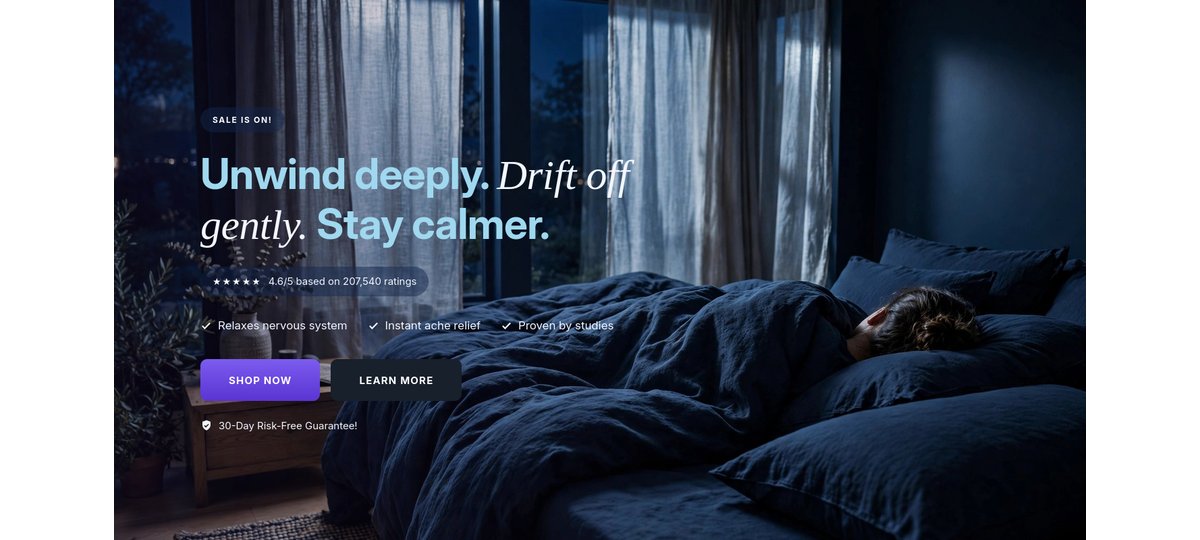 SALE IS ON!
Unwind deeply. Drift off
gently. Stay calmer.
★★★★★ 4.6/5 based on 207,540 ratings
Relaxes nervous system
Instant ache relief
Proven by studies
SHOP NOW
LEARN MORE
30-Day Risk-Free Guarantee!